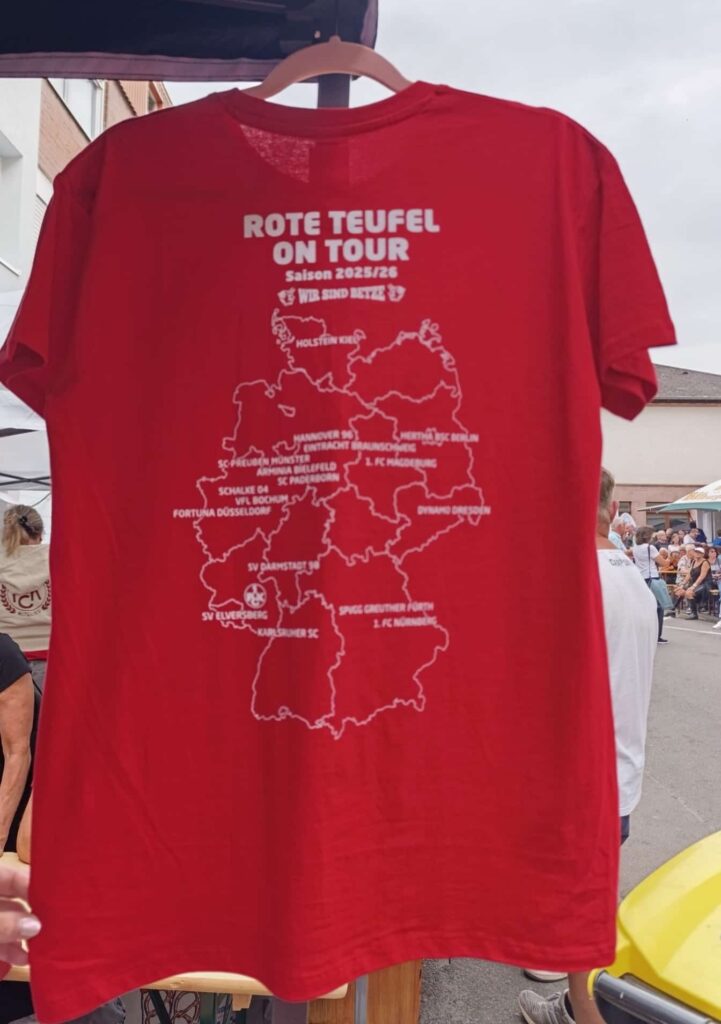 ROTE TEUFEL
ON TOUR
Saison 2025/26
WIR SIND BETZE
HOLSTEIN KIEL
HANNOVER 96
HERTHA BSC BERLIN
EINTRACHT BRAUNSCHWEIG
SC PREUßEN MÜNSTER
1. FC MAGDEBURG
ARMINIA BIELEFELD
SC PADERBORN
SCHALKE 04
VFL BOCHUM
FORTUNA DÜSSELDORF
DYNAMO DRESDEN
SV DARMSTADT 98
FCK
SV ELVERSBERG
SPVGG GREUTHER FÜRTH
1. FC NÜRNBERG
KARLSRUHER SC